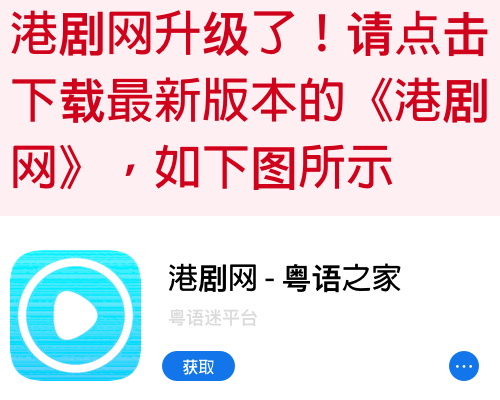 港剧网升级了！请点击
下载最新版本的《港剧
网》，如下图所示
港剧网 - 粤语之家
粤语迷平台
获取